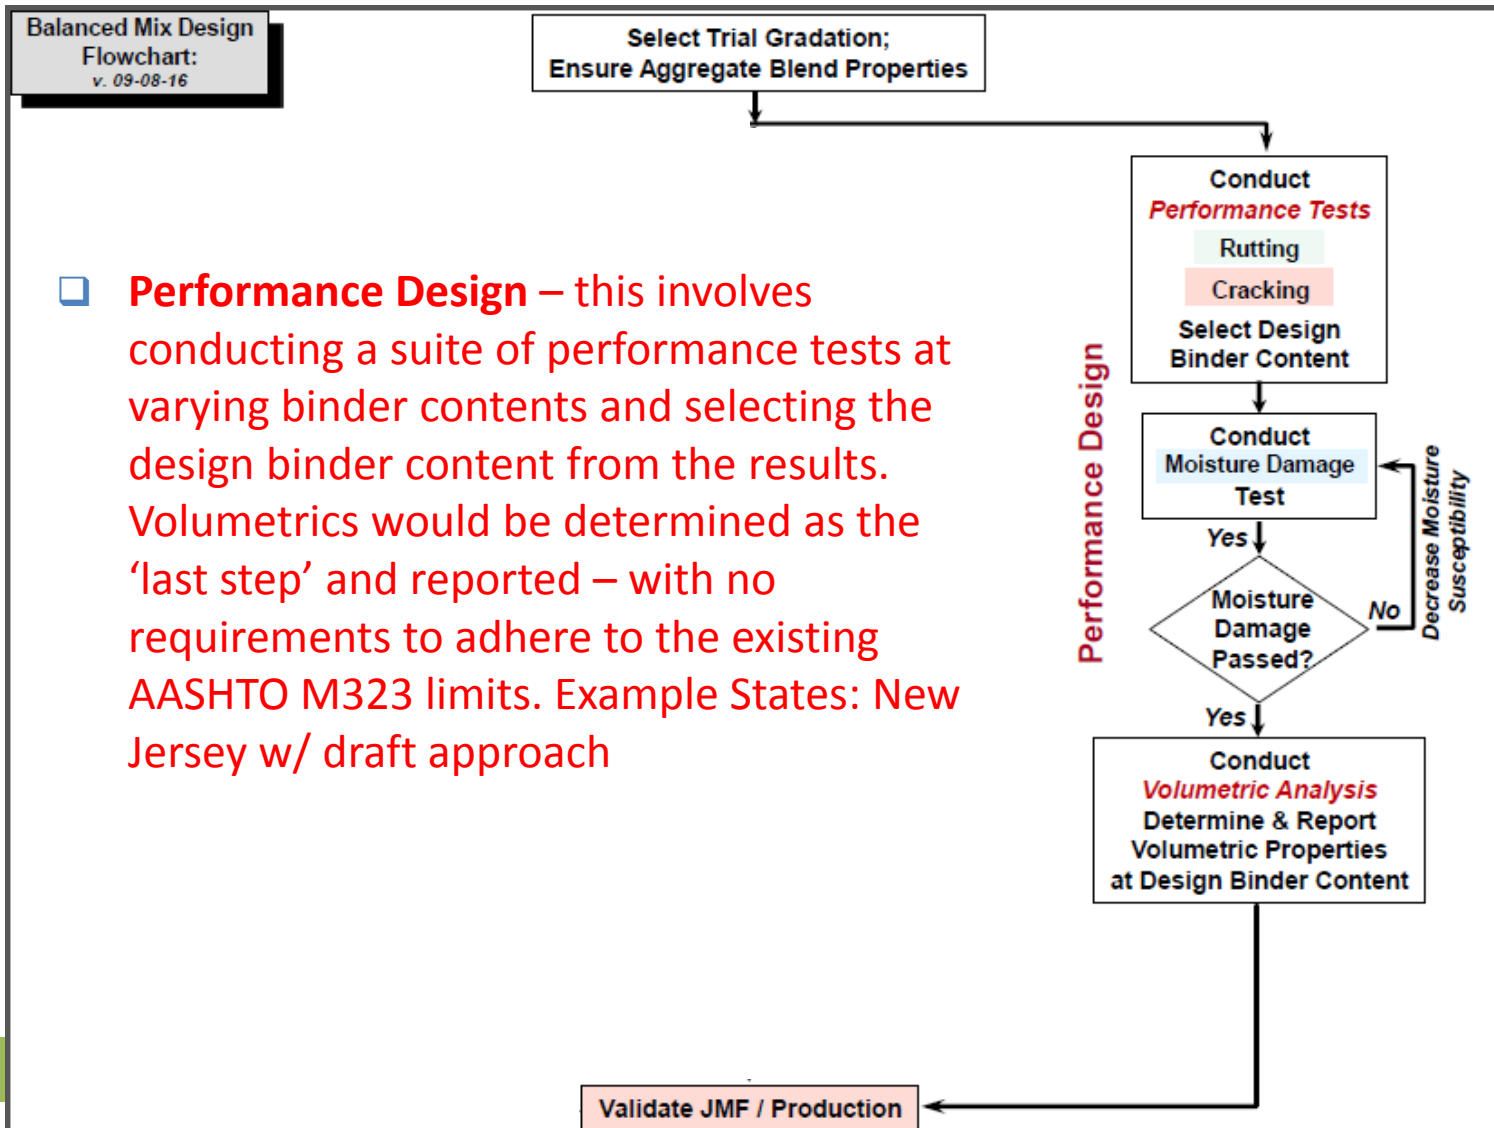 Balanced Mix Design
Flowchart:
v. 09-08-16
Select Trial Gradation;
Ensure Aggregate Blend Properties
Conduct
Performance Tests
Rutting
Cracking
Select Design
Binder Content
Performance Design – this involves
conducting a suite of performance tests at
varying binder contents and selecting the
design binder content from the results.
Volumetrics would be determined as the
‘last step’ and reported – with no
requirements to adhere to the existing
AASHTO M323 limits. Example States: New
Jersey w/ draft approach
Performance Design
Conduct
Moisture Damage
Test
Yes
Moisture
Damage
Passed?
No
Decrease Moisture
Susceptibility
Yes
Conduct
Volumetric Analysis
Determine & Report
Volumetric Properties
at Design Binder Content
Validate JMF / Production